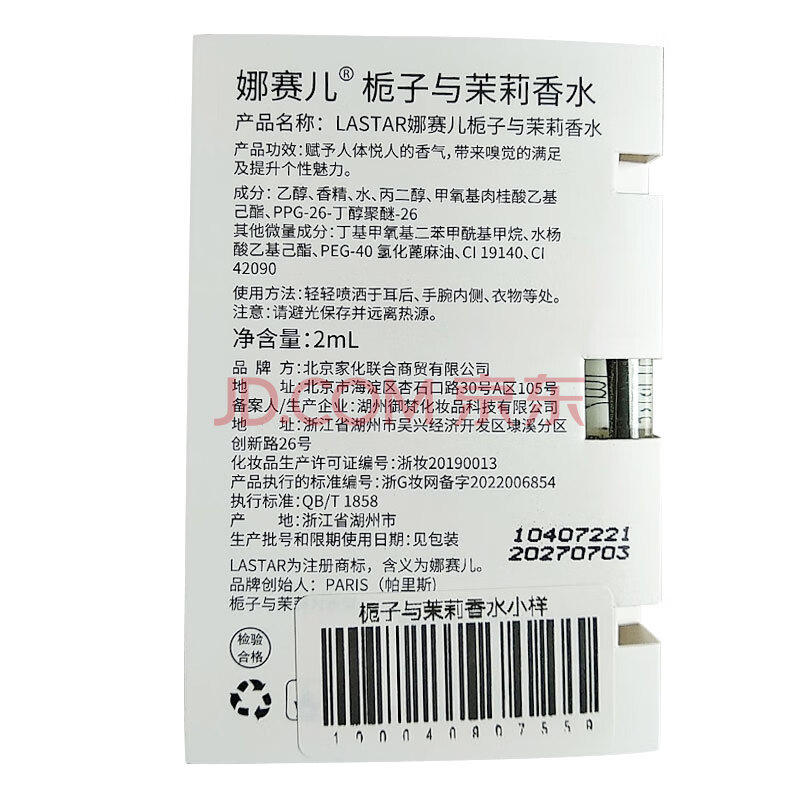 娜赛儿® 栀子与茉莉香水
产品名称：LASTAR娜赛儿栀子与茉莉香水
产品功效：赋予人体悦人的香气，带来嗅觉的满足
及提升个性魅力。
成分：乙醇、香精、水、丙二醇、甲氧基肉桂酸乙基
己酯、PPG-26-丁醇聚醚-26
其他微量成分：丁基甲氧基二苯甲酰基甲烷、水杨
酸乙基己酯、PEG-40 氢化蓖麻油、CI 19140、CI
42090
使用方法：轻轻喷洒于耳后、手腕内侧、衣物等处。
注意：请避光保存并远离热源。
净含量：2mL
品 牌 方：北京家化联合商贸有限公司
地 址：北京市海淀区杏石口路30号A区105号
备案人/生产企业：湖州御梵化妆品科技有限公司
地 址：浙江省湖州市吴兴经济开发区埭溪分区
创新路26号
化妆品生产许可证编号：浙妆20190013
产品执行的标准编号：浙G妆网备字2022006854
执行标准：QB/T 1858
产 地：浙江省湖州市
生产批号和限期使用日期：见包装
10407221
20270703
LASTAR为注册商标，含义为娜赛儿。
品牌创始人：PARIS（帕里斯）
栀子与茉莉
栀子与茉莉香水小样
检验
合格
100040807559
JD.COM 京东